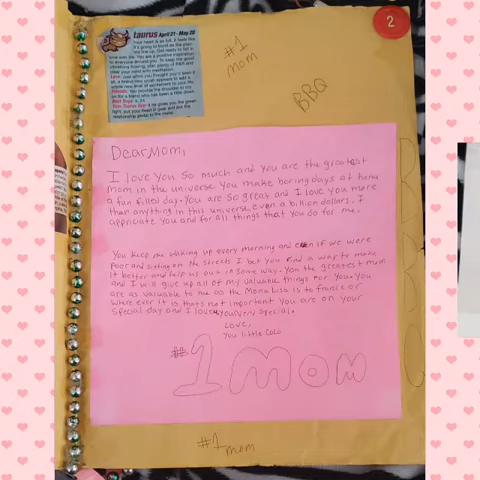 taurus April 21 - May 20
2
#1
mom
BBQ
Dear Mom,
I love you so much and you are the greatest
mom in the universe you make boring days at home
a fun filled day. You are so great and I love you more
than anything in this universe even a billion dollars. I
appriciate you and for all things that you do for me.
You keep me waking up every morning and even if we were
poor and sitting on the streets I bet you find a way to make
it better and help us out in some way. You the greatest mom
and I will give up all of my valuable things for you. You
are as valuable to me as the Mona Lisa is to france or
where ever it is thats not important you are on your
special day and I love you very special.
Love,
You little CoCo
#1 MOM
#1 mom